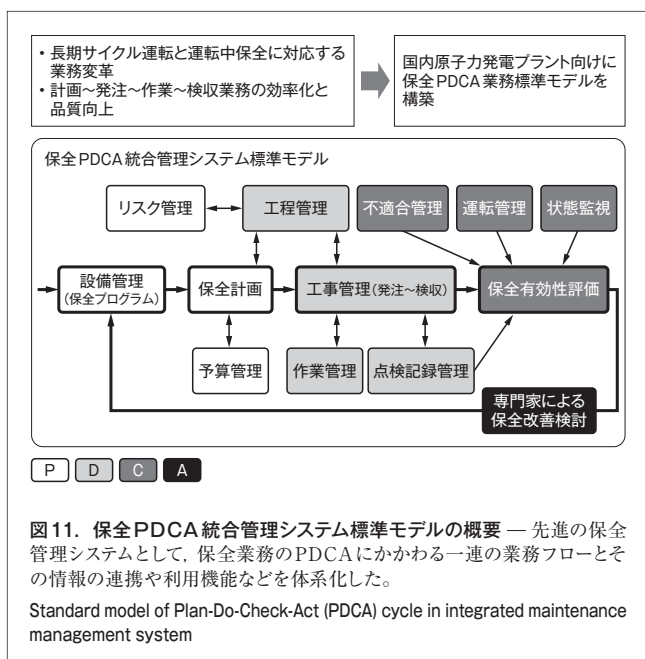 ・長期サイクル運転と運転中保全に対応する
業務変革
・計画~発注~作業~検収業務の効率化と
品質向上
国内原子力発電プラント向けに
保全PDCA業務標準モデルを
構築
保全PDCA統合管理システム標準モデル
リスク管理
工程管理
不適合管理
運転管理
状態監視
設備管理
(保全プログラム)
保全計画
工事管理(発注~検収)
保全有効性評価
予算管理
作業管理
点検記録管理
専門家による
保全改善検討
P
D
C
A
図11. 保全PDCA統合管理システム標準モデルの概要 — 先進の保全
管理システムとして,保全業務のPDCAにかかわる一連の業務フローとそ
の情報の連携や利用機能などを体系化した。
Standard model of Plan-Do-Check-Act (PDCA) cycle in integrated maintenance
management system